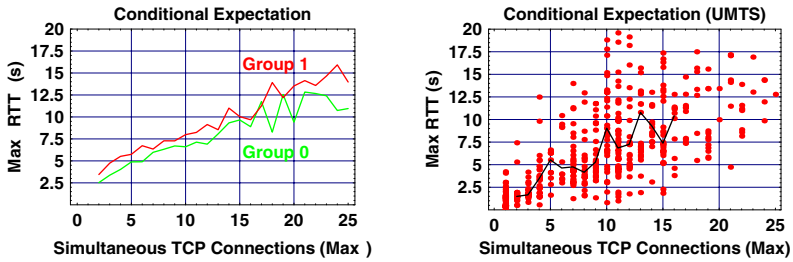 Conditional Expectation
20
17.5
15
12.5
10
7.5
5
2.5
Max RTT (s)
Group 1
Group 0
0 5 10 15 20 25
Simultaneous TCP Connections (Max )
Conditional Expectation (UMTS)
20
17.5
15
12.5
10
7.5
5
2.5
Max RTT (s)
0 5 10 15 20 25
Simultaneous TCP Connections (Max)